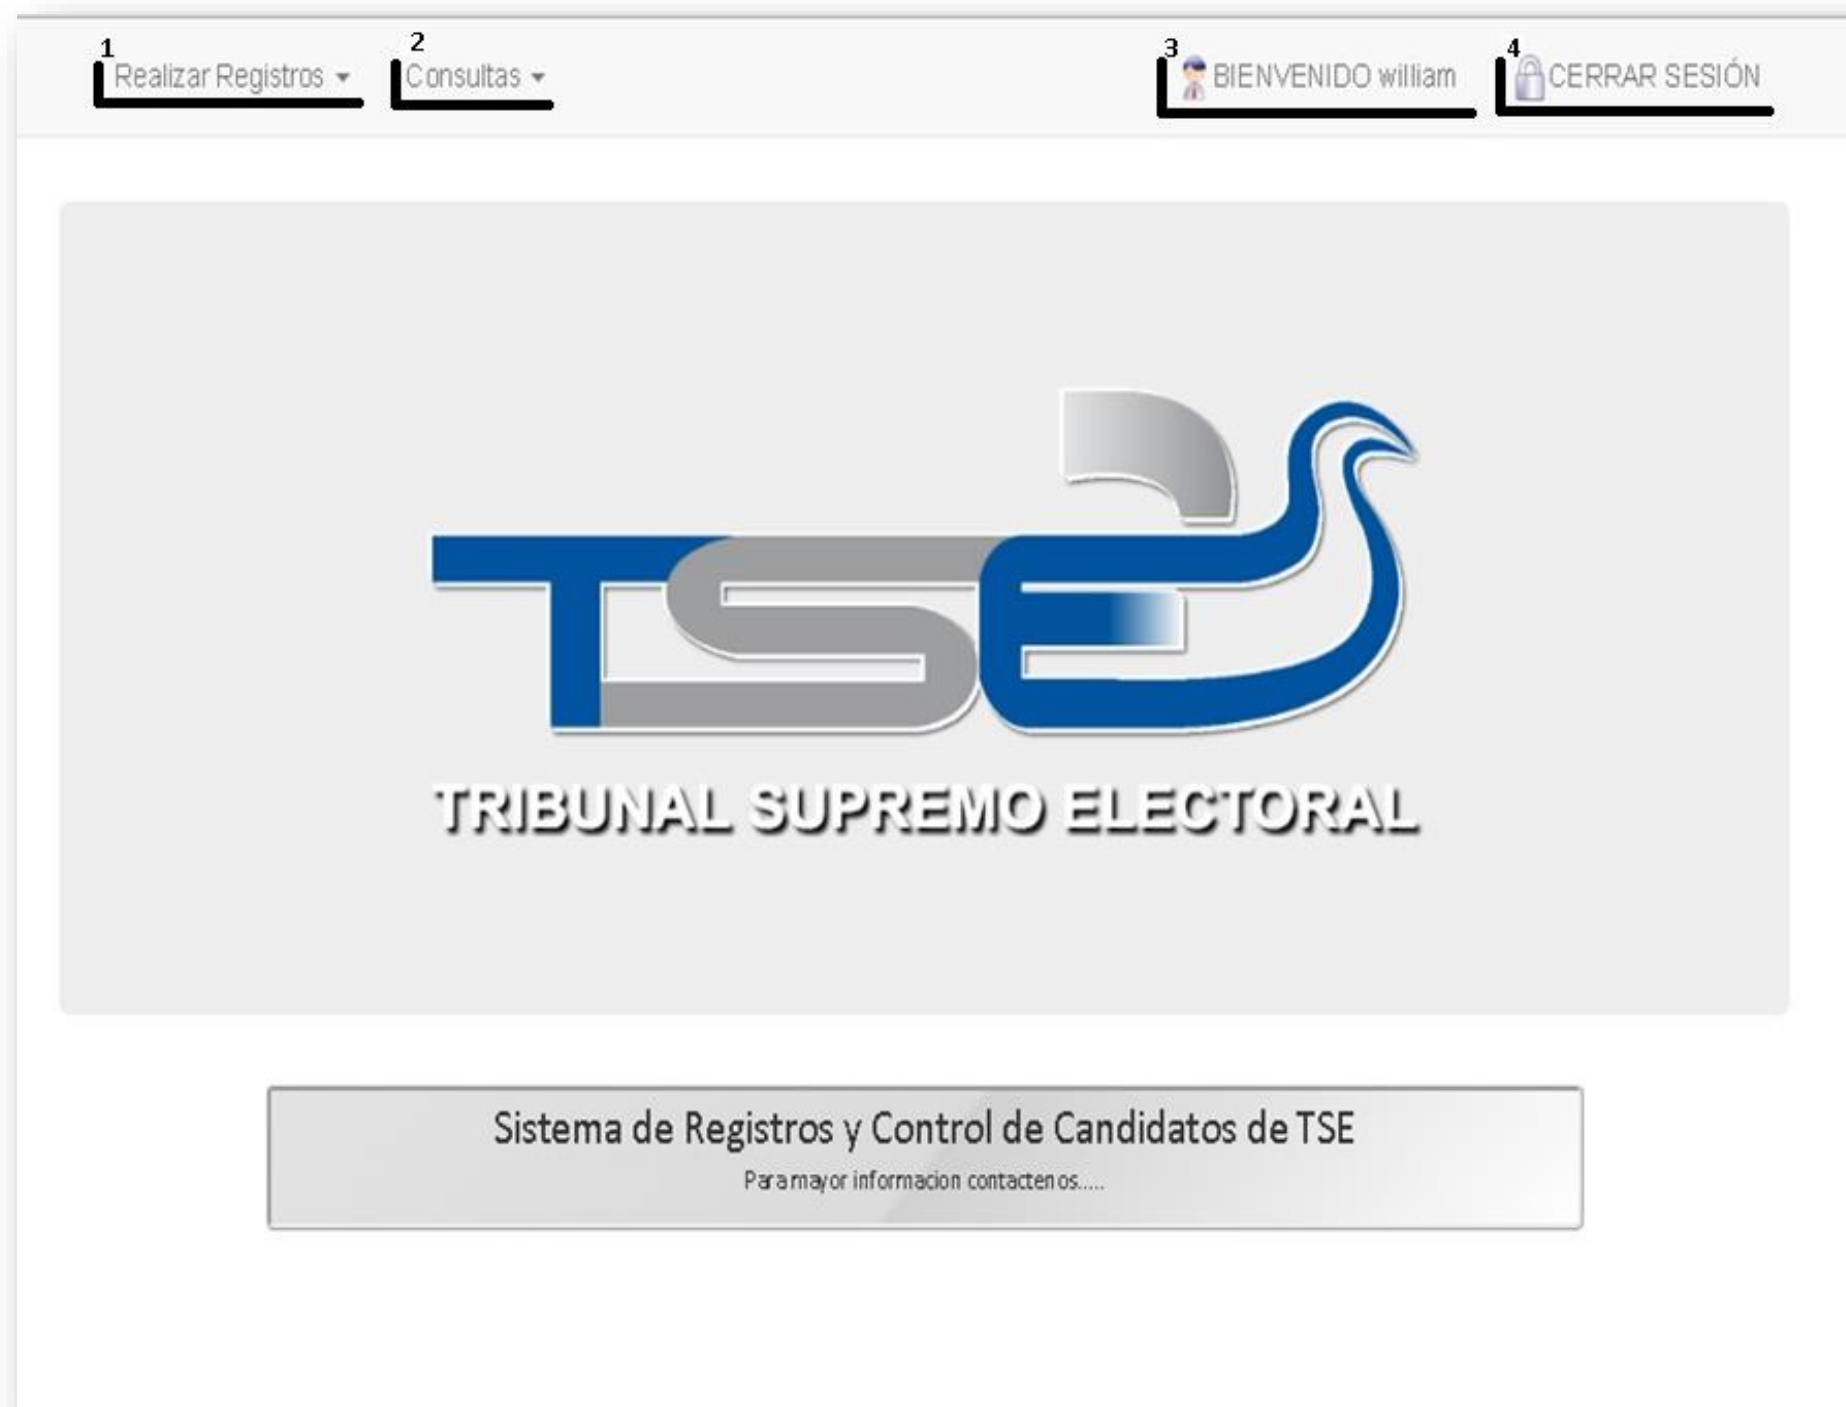 1 Realizar Registros 2 Consultas 3 BIENVENIDO william 4 CERRAR SESIÓN
TSE
TRIBUNAL SUPREMO ELECTORAL
Sistema de Registros y Control de Candidatos de TSE
Para mayor informacion contactenos.....